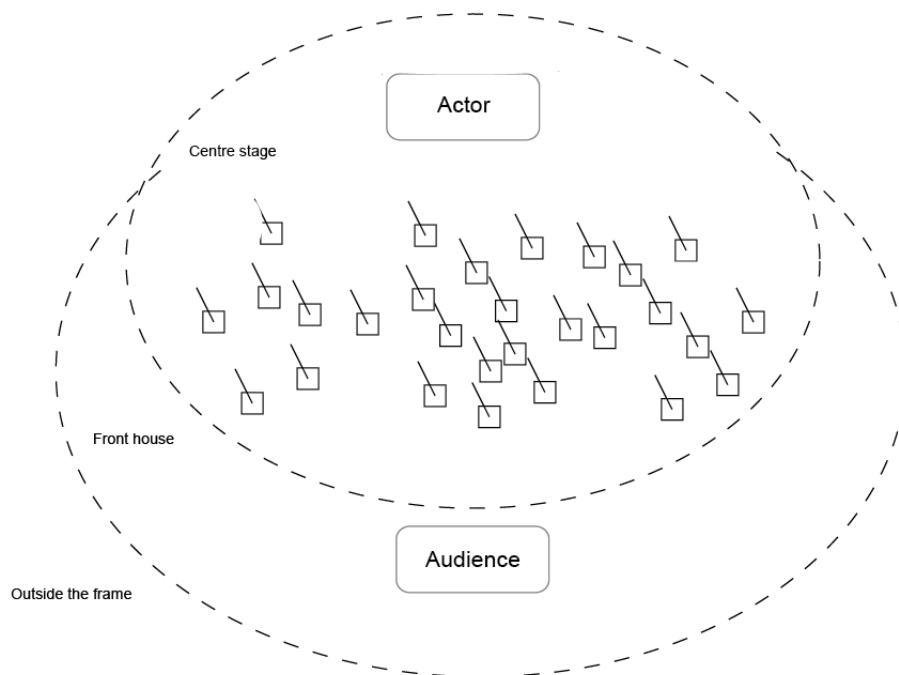 Actor
Centre stage
Front house
Audience
Outside the frame